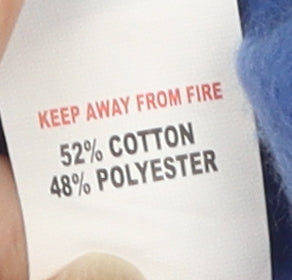 KEEP AWAY FROM FIRE
52% COTTON
48% POLYESTER